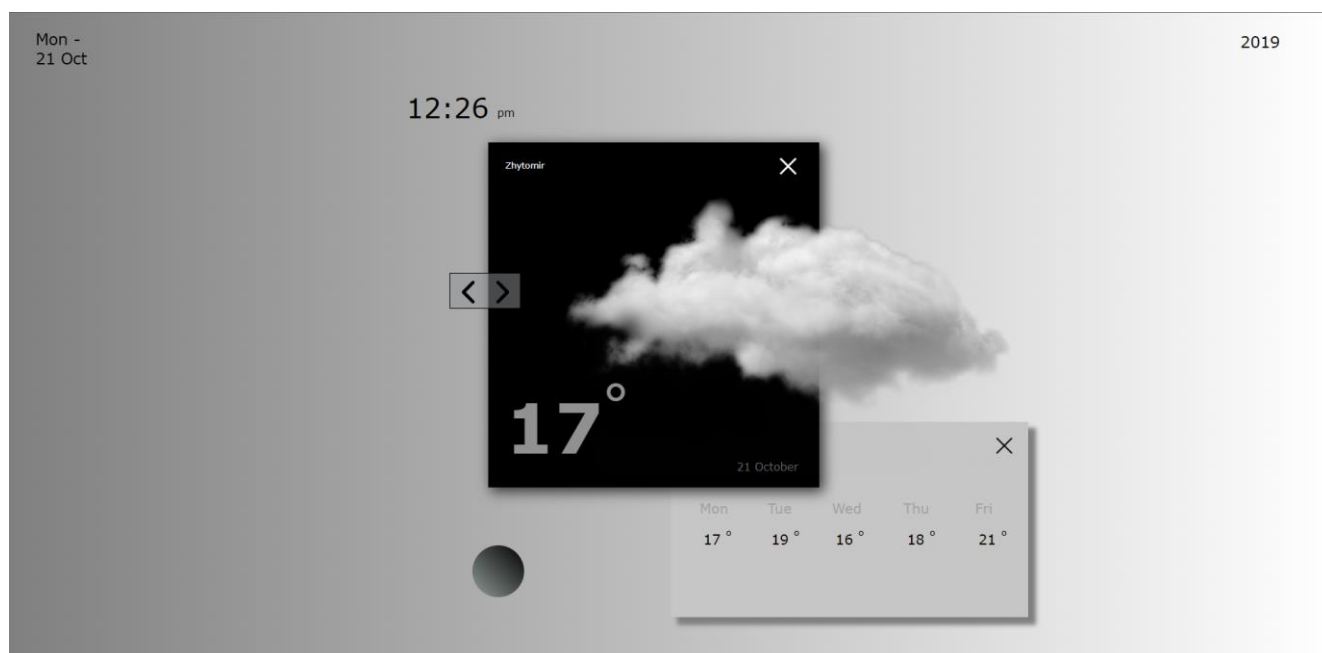 Mon -
21 Oct
2019
12:26 pm
Zhytomir
17°
21 October
Mon Tue Wed Thu Fri
17° 19° 16° 18° 21°